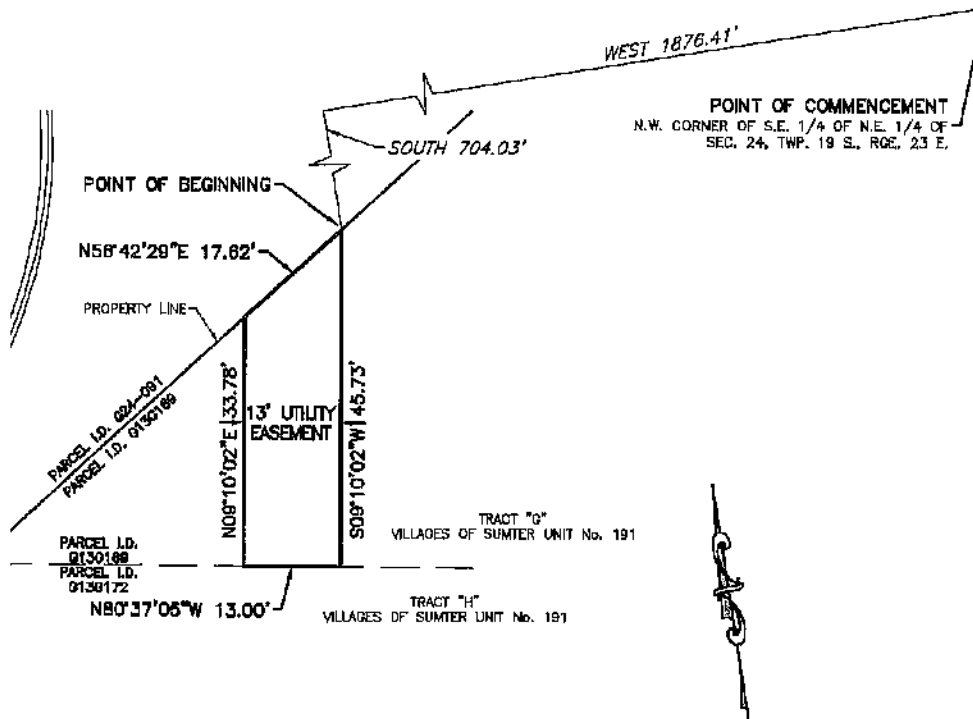 WEST 1876.41'
POINT OF COMMENCEMENT
N.W. CORNER OF S.E. 1/4 OF N.E. 1/4 OF
SEC. 24, TWP. 19 S., RGE. 23 E.
SOUTH 704.03'
POINT OF BEGINNING
N56°42'29"E 17.62'
PROPERTY LINE
PARCEL I.D. G24-091
PARCEL I.D. G13G169
N09°10'02"E 33.78'
13' UTILITY
EASEMENT
S09°10'02"W 45.73'
TRACT "G"
VILLAGES OF SUMTER UNIT No. 191
PARCEL I.D.
G13G169
PARCEL I.D.
G13G172
N80°37'05"W 13.00'
TRACT "H"
VILLAGES OF SUMTER UNIT No. 191